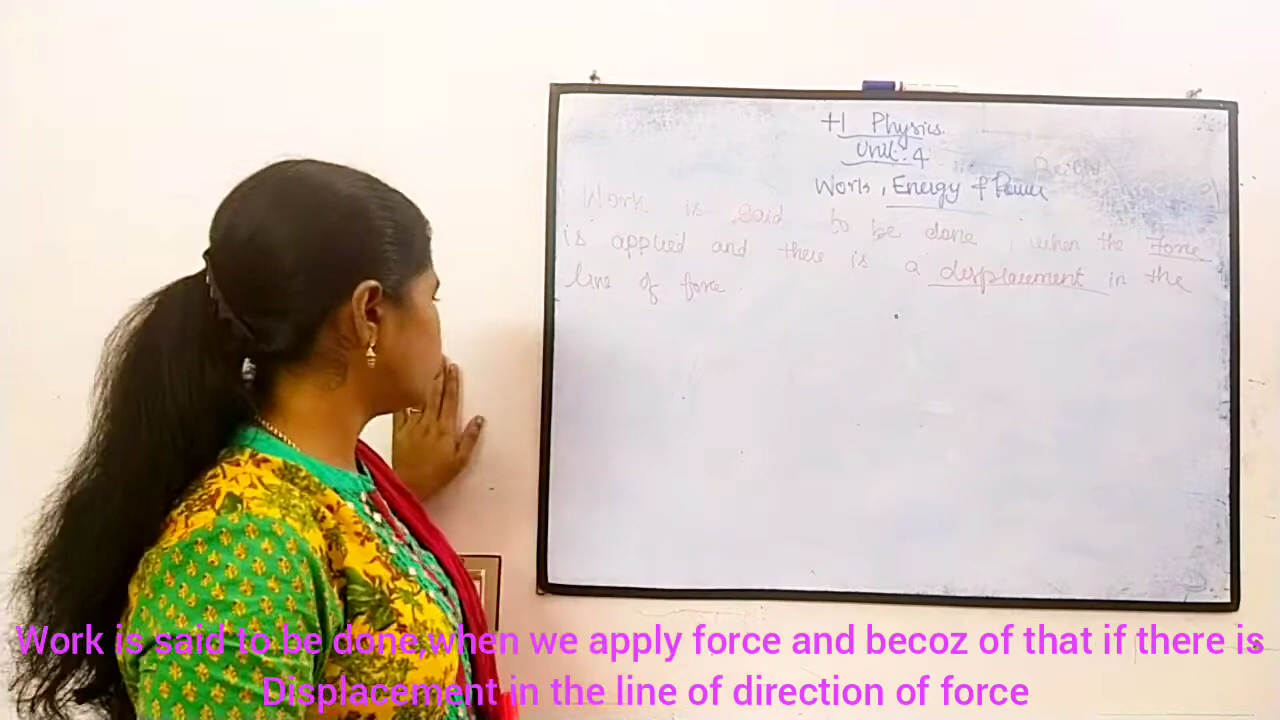 +1 Physics
Unit. 4
Work, Energy & Power
Work is said to be done, when the Force
is applied and there is a displacement in the
line of force
Work is said to be done,when we apply force and becoz of that if there is
Displacement in the line of direction of force